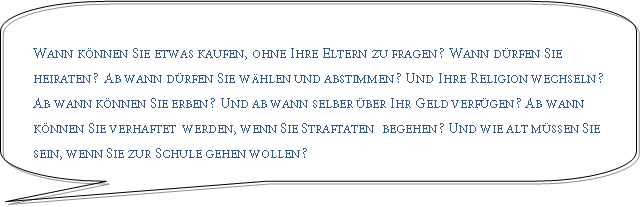 Wann können Sie etwas kaufen, ohne Ihre Eltern zu fragen? Wann dürfen Sie
heiraten? Ab wann dürfen Sie wählen und abstimmen? Und Ihre Religion wechseln?
Ab wann können Sie erben? Und ab wann selber über Ihr Geld verfügen? Ab wann
können Sie verhaftet werden, wenn Sie Straftaten begehen? Und wie alt müssen Sie
sein, wenn Sie zur Schule gehen wollen?